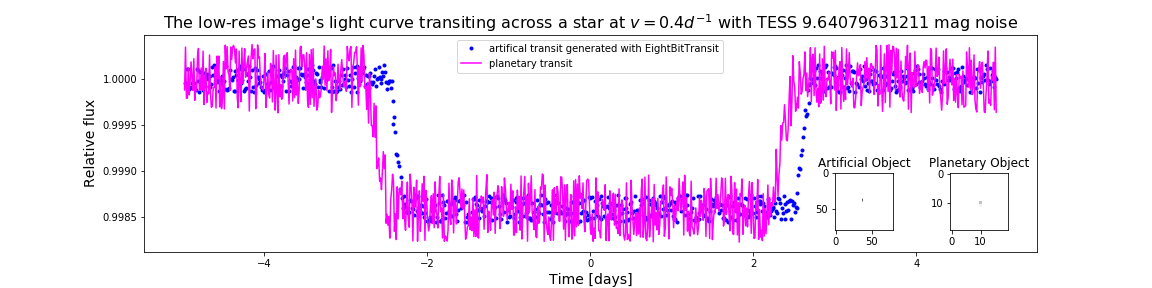 The low-res image's light curve transiting across a star at v = 0.4d⁻¹ with TESS 9.64079631211 mag noise
artifical transit generated with EightBitTransit
planetary transit
Relative flux
1.0000
0.9995
0.9990
0.9985
Artificial Object
0
50
0
50
Planetary Object
0
10
0
10
−4
−2
0
2
4
Time [days]